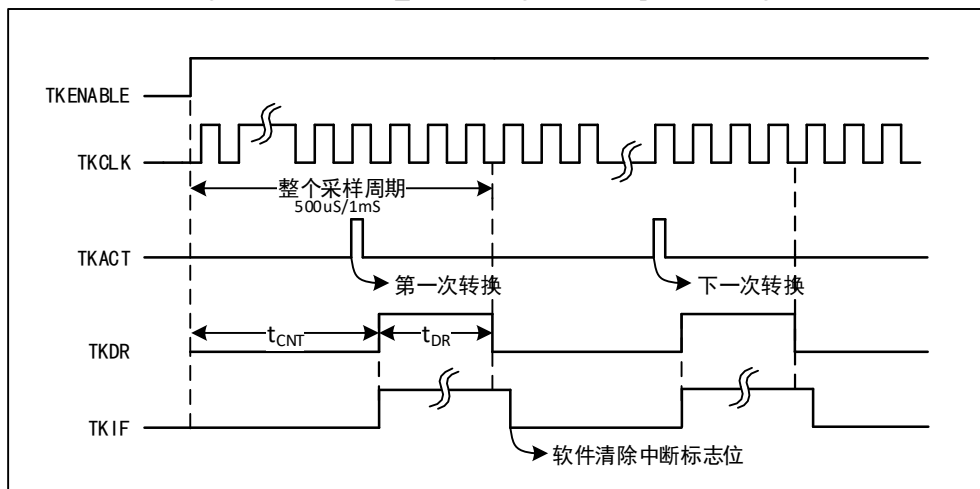 TKENABLE
TKCLK
整个采样周期
500uS/1mS
TKACT
第一次转换
下一次转换
tCNT
tDR
TKDR
TKIF
软件清除中断标志位